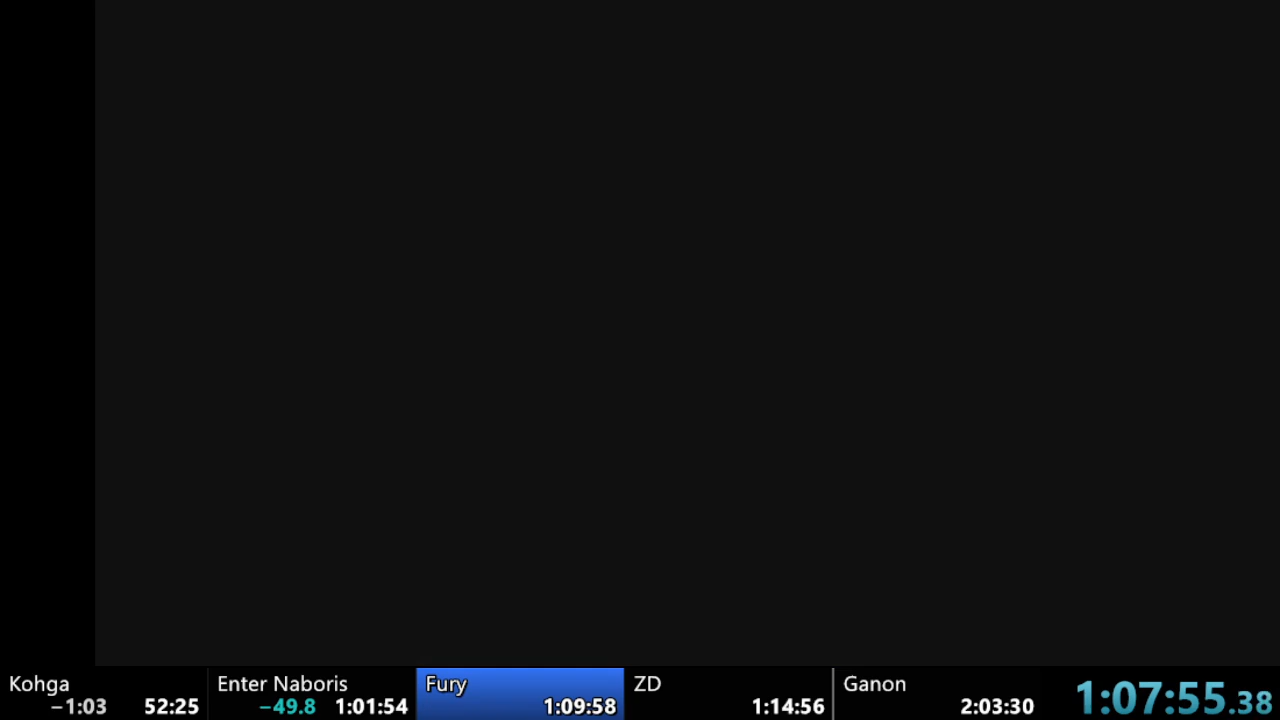 Kohga
−1:03 52:25
Enter Naboris
−49.8 1:01:54
Fury
1:09:58
ZD
1:14:56
Ganon
2:03:30
1:07:55.38